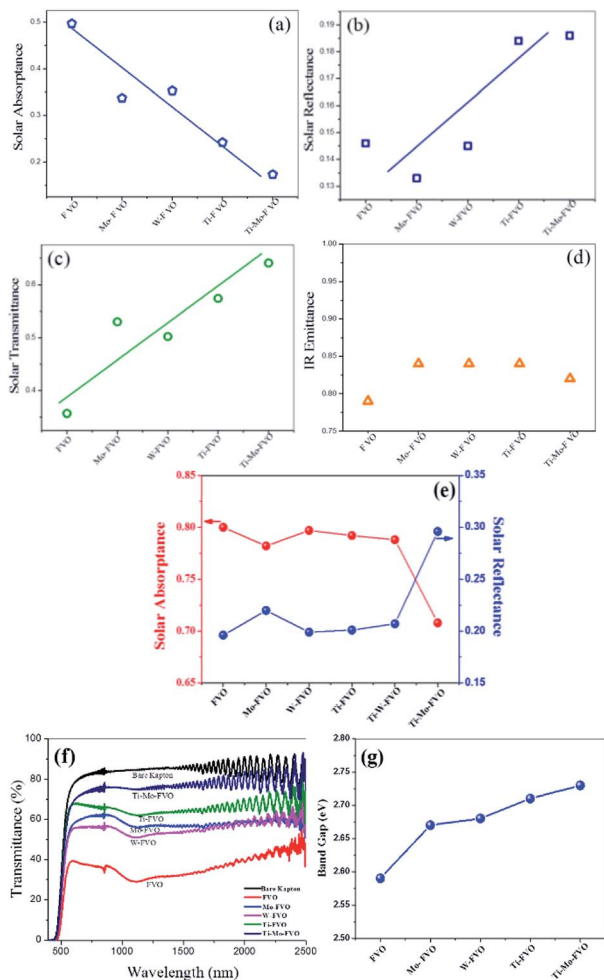 (a)
Solar Absorptance
0.5
0.4
0.3
0.2
F VO
Mo-F VO
W-F VO
Ti-F VO
Ti-Mo-F VO
(b)
Solar Reflectance
0.19
0.18
0.17
0.16
0.15
0.14
0.13
FVO
Mo-FVO
W-FVO
Ti-FVO
Ti-Mo-FVO
(c)
Solar Transmittance
0.6
0.5
0.4
FVO
Mo-FVO
W-FVO
Ti-FVO
Ti-Mo-FVO
(d)
IR Emittance
1.00
0.95
0.90
0.85
0.80
0.75
F VO
Mo- F VO
W-F VO
Ti-F VO
Ti-Mo-F VO
(e)
Solar Absorptance
0.85
0.80
0.75
0.70
0.65
Solar Reflectance
0.35
0.30
0.25
0.20
0.15
FVO
Mo-FVO
W-FVO
Ti-FVO
Ti-W-FVO
Ti-Mo-FVO
(f)
Transmittance (%)
100
80
60
40
20
0
Bare Kapton
Ti-Mo-FVO
Ti-FVO
Mo-FVO
W-FVO
FVO
Bare Kapton
FVO
Mo-FVO
W-FVO
Ti-FVO
Ti-Mo-FVO
500
1000
1500
2000
2500
Wavelength (nm)
(g)
Band Gap (eV)
2.80
2.75
2.70
2.65
2.60
2.55
2.50
FVO
Mo-FVO
W-FVO
Ti-FVO
Ti-Mo-FVO